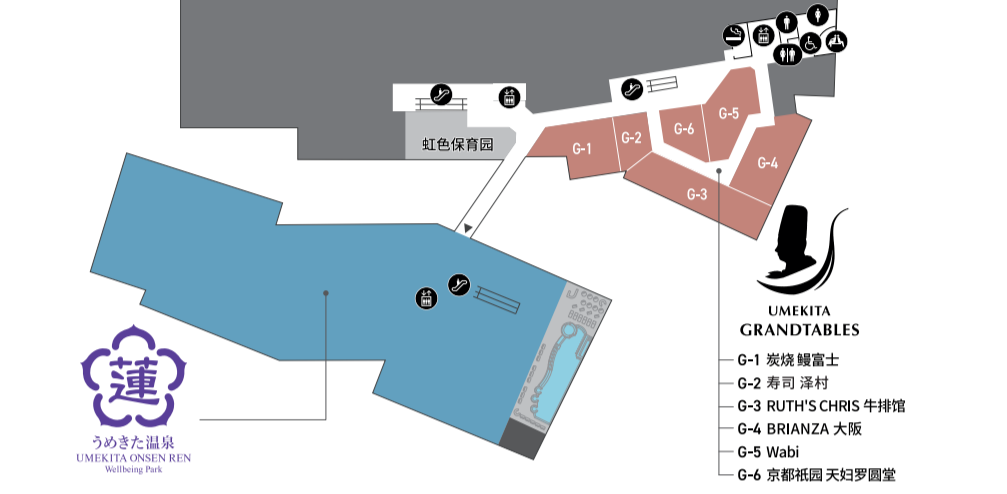 虹色保育园
G-1
G-2
G-6
G-5
G-4
G-3
蓮
うめきた温泉
UMEKITA ONSEN REN
Wellbeing Park
UMEKITA
GRANDTABLES
G-1 炭烧 鳗富士
G-2 寿司 泽村
G-3 RUTH'S CHRIS 牛排馆
G-4 BRIANZA 大阪
G-5 Wabi
G-6 京都祇园 天妇罗圆堂